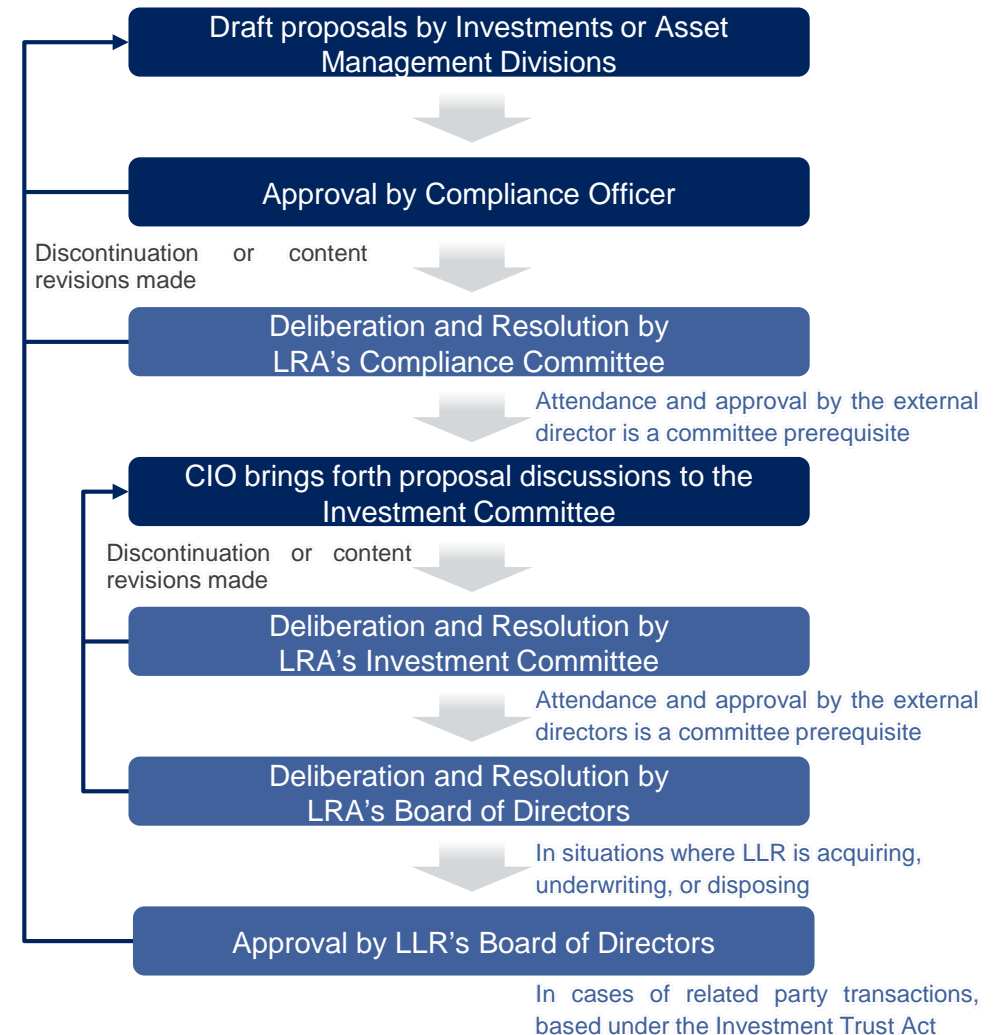 Draft proposals by Investments or Asset
Management Divisions
Approval by Compliance Officer
Discontinuation or content
revisions made
Deliberation and Resolution by
LRA's Compliance Committee
Attendance and approval by the external
director is a committee prerequisite
CIO brings forth proposal discussions to the
Investment Committee
Discontinuation or content
revisions made
Deliberation and Resolution by
LRA's Investment Committee
Attendance and approval by the external
directors is a committee prerequisite
Deliberation and Resolution by
LRA's Board of Directors
In situations where LLR is acquiring,
underwriting, or disposing
Approval by LLR's Board of Directors
In cases of related party transactions,
based under the Investment Trust Act